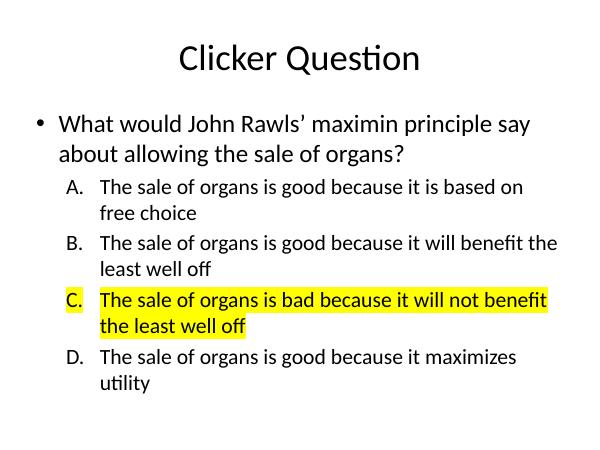 Clicker Question
• What would John Rawls’ maximin principle say
about allowing the sale of organs?
A. The sale of organs is good because it is based on
free choice
B. The sale of organs is good because it will benefit the
least well off
C. The sale of organs is bad because it will not benefit
the least well off
D. The sale of organs is good because it maximizes
utility